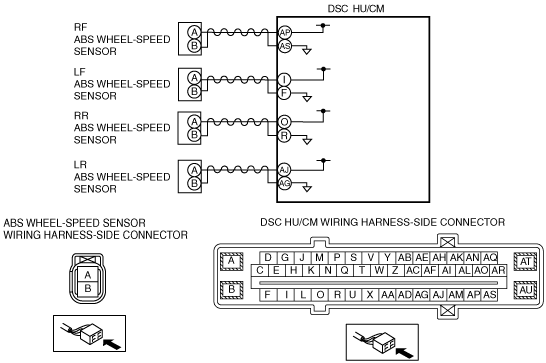 DSC HU/CM
RF
ABS WHEEL-SPEED
SENSOR
A
B
AP
AS
LF
ABS WHEEL-SPEED
SENSOR
A
B
I
F
RR
ABS WHEEL-SPEED
SENSOR
A
B
O
R
LR
ABS WHEEL-SPEED
SENSOR
A
B
AJ
AG
ABS WHEEL-SPEED SENSOR
WIRING HARNESS-SIDE CONNECTOR
A
B
DSC HU/CM WIRING HARNESS-SIDE CONNECTOR
A D G J M P S V Y AB AE AH AK AN AQ AT
C E H K N Q T W Z AC AF AI AL AO AR
B F I L O R U X AA AD AG AJ AM AP AS AU